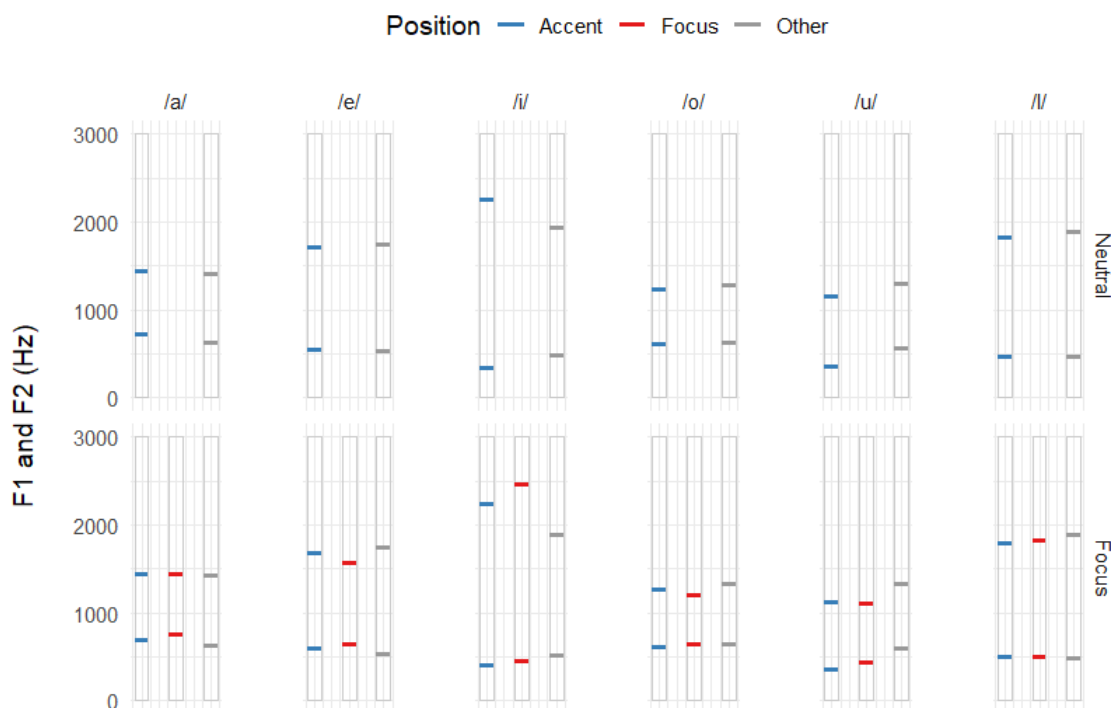 Position Accent Focus Other
/a/ /e/ /i/ /o/ /u/ /l/
3000
2000
1000
0
Neutral
F1 and F2 (Hz)
3000
2000
1000
0
Focus